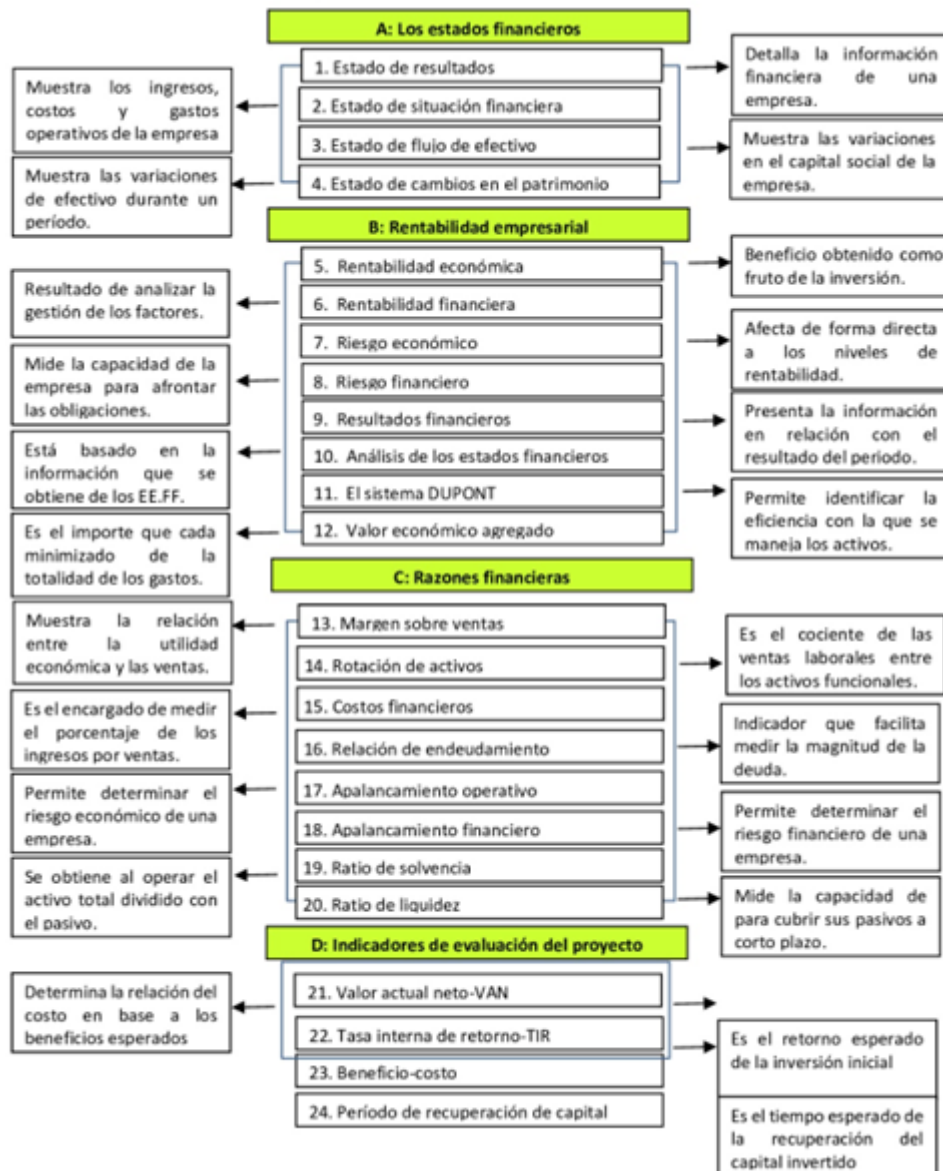 A: Los estados financieros
1. Estado de resultados
2. Estado de situación financiera
3. Estado de flujo de efectivo
4. Estado de cambios en el patrimonio
Muestra los ingresos,
costos y gastos
operativos de la empresa
Muestra las variaciones
de efectivo durante un
período.
Detalla la información
financiera de una
empresa.
Muestra las variaciones
en el capital social de la
empresa.
B: Rentabilidad empresarial
5. Rentabilidad económica
6. Rentabilidad financiera
7. Riesgo económico
8. Riesgo financiero
9. Resultados financieros
10. Análisis de los estados financieros
11. El sistema DUPONT
12. Valor económico agregado
Resultado de analizar la
gestión de los factores.
Mide la capacidad de la
empresa para afrontar
las obligaciones.
Está basado en la
información que se
obtiene de los EE.FF.
Es el importe que cada
minimizado de la
totalidad de los gastos.
Beneficio obtenido como
fruto de la inversión.
Afecta de forma directa
a los niveles de
rentabilidad.
Presenta la información
en relación con el
resultado del periodo.
Permite identificar la
eficiencia con la que se
maneja los activos.
C: Razones financieras
13. Margen sobre ventas
14. Rotación de activos
15. Costos financieros
16. Relación de endeudamiento
17. Apalancamiento operativo
18. Apalancamiento financiero
19. Ratio de solvencia
20. Ratio de liquidez
Muestra la relación
entre la utilidad
económica y las ventas.
Es el encargado de medir
el porcentaje de los
ingresos por ventas.
Permite determinar el
riesgo económico de una
empresa.
Se obtiene al operar el
activo total dividido con
el pasivo.
Es el cociente de las
ventas laborales entre
los activos funcionales.
Indicador que facilita
medir la magnitud de la
deuda.
Permite determinar el
riesgo financiero de una
empresa.
Mide la capacidad de
para cubrir sus pasivos a
corto plazo.
D: Indicadores de evaluación del proyecto
21. Valor actual neto-VAN
22. Tasa interna de retorno-TIR
23. Beneficio-costo
24. Período de recuperación de capital
Determina la relación del
costo en base a los
beneficios esperados
Es el retorno esperado
de la inversión inicial
Es el tiempo esperado de
la recuperación del
capital invertido